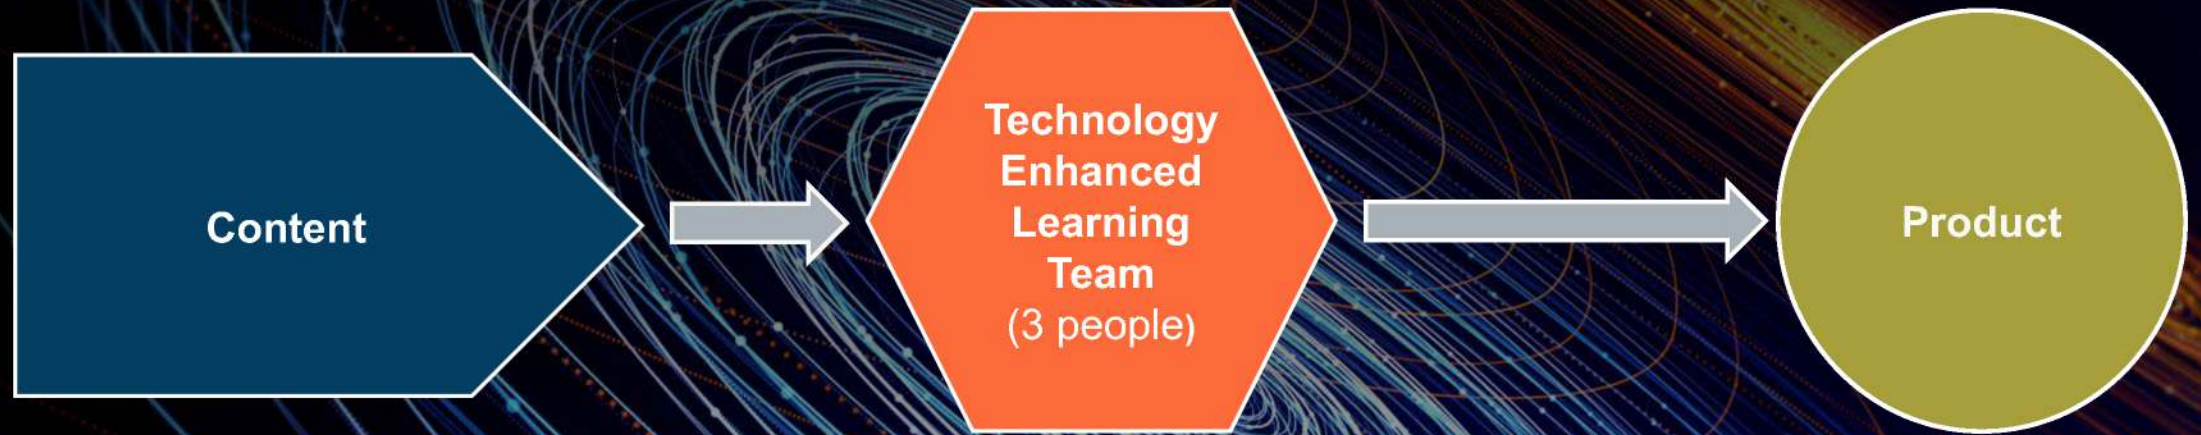 Content
Technology
Enhanced
Learning
Team
(3 people)
Product